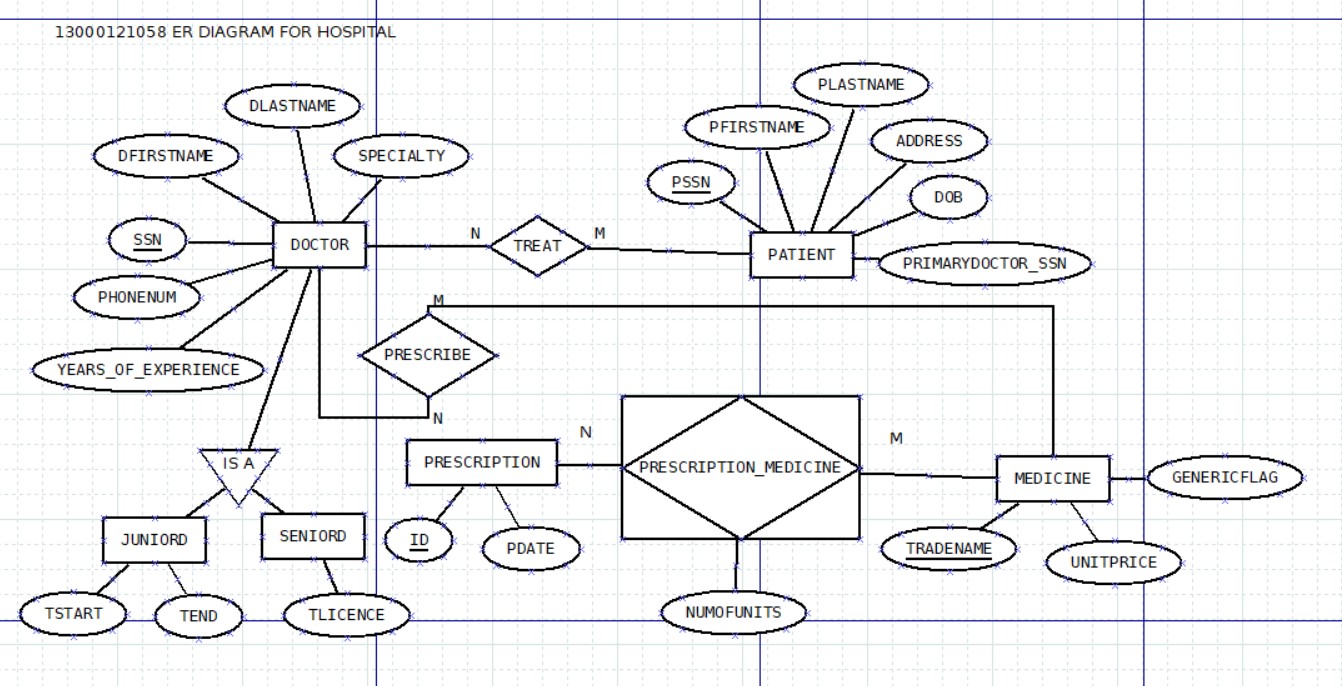 13000121058 ER DIAGRAM FOR HOSPITAL
DLASTNAME
DFIRSTNAME
SPECIALTY
SSN
DOCTOR
PHONENUM
YEARS_OF_EXPERIENCE
N
TREAT
M
PLASTNAME
PFIRSTNAME
ADDRESS
PSSN
DOB
PATIENT
PRIMARYDOCTOR_SSN
M
PRESCRIBE
N
IS A
JUNIORD
SENIORD
TSTART
TEND
TLICENCE
PRESCRIPTION
ID
PDATE
N
PRESCRIPTION_MEDICINE
M
NUMOFUNITS
MEDICINE
GENERICFLAG
TRADENAME
UNITPRICE